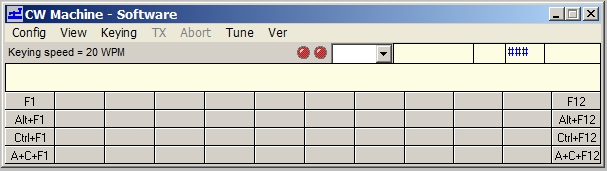 CW Machine - Software
Config View Keying TX Abort Tune Ver
Keying speed = 20 WPM ###
F1 F12
Alt+F1 Alt+F12
Ctrl+F1 Ctrl+F12
A+C+F1 A+C+F12